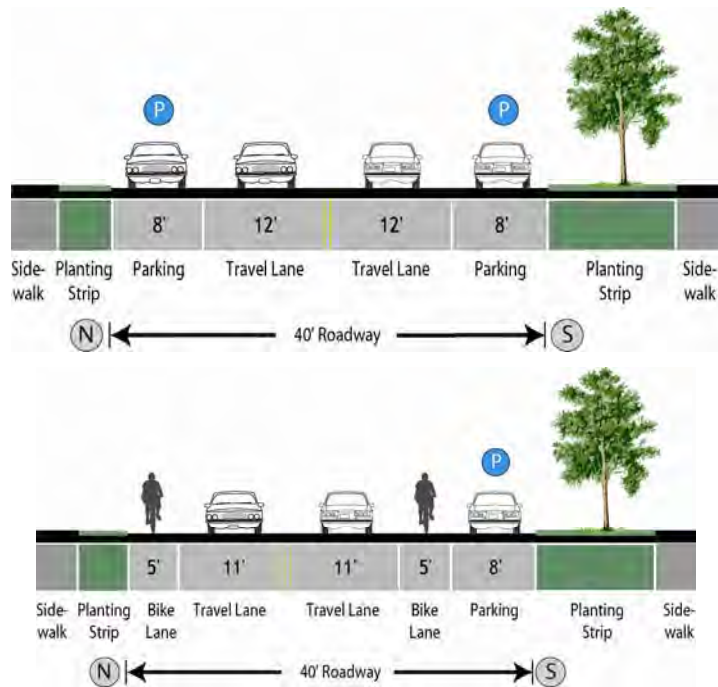 P P
8' 12' 12' 8'
Side- Planting Parking Travel Lane Travel Lane Parking Planting Side-
walk Strip Strip walk
N 40' Roadway S
P
5' 11' 11' 5' 8'
Side- Planting Bike Travel Lane Travel Lane Bike Parking Planting Side-
walk Strip Lane Lane Strip walk
N 40' Roadway S